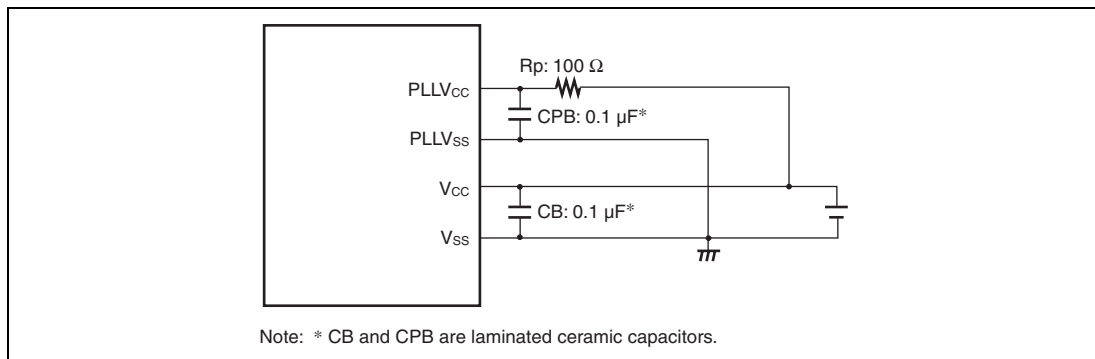 Rp: 100 Ω
PLLVCC
CPB: 0.1 µF*
PLLVSS
VCC
CB: 0.1 µF*
VSS
Note: * CB and CPB are laminated ceramic capacitors.